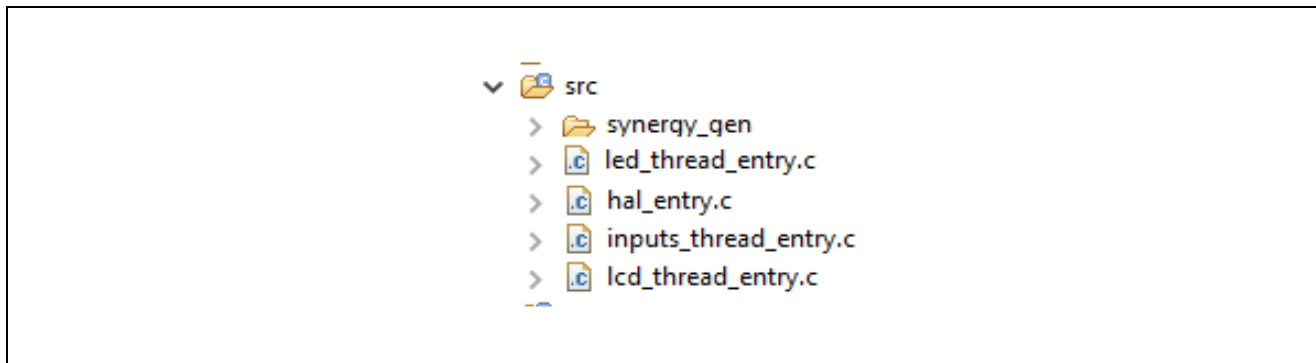 src
synergy_gen
led_thread_entry.c
hal_entry.c
inputs_thread_entry.c
lcd_thread_entry.c